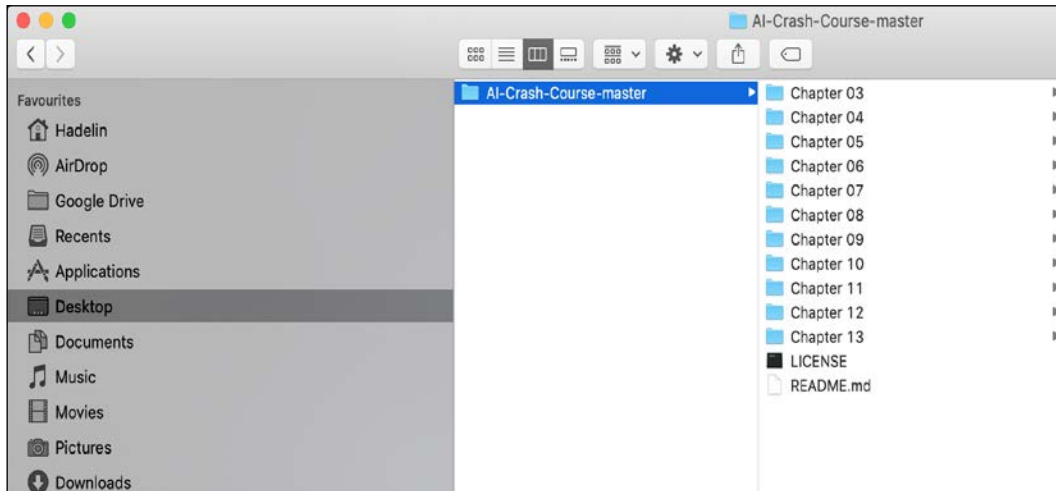 AI-Crash-Course-master
Favourites
Hadelin
AirDrop
Google Drive
Recents
Applications
Desktop
Documents
Music
Movies
Pictures
Downloads
AI-Crash-Course-master
Chapter 03
Chapter 04
Chapter 05
Chapter 06
Chapter 07
Chapter 08
Chapter 09
Chapter 10
Chapter 11
Chapter 12
Chapter 13
LICENSE
README.md